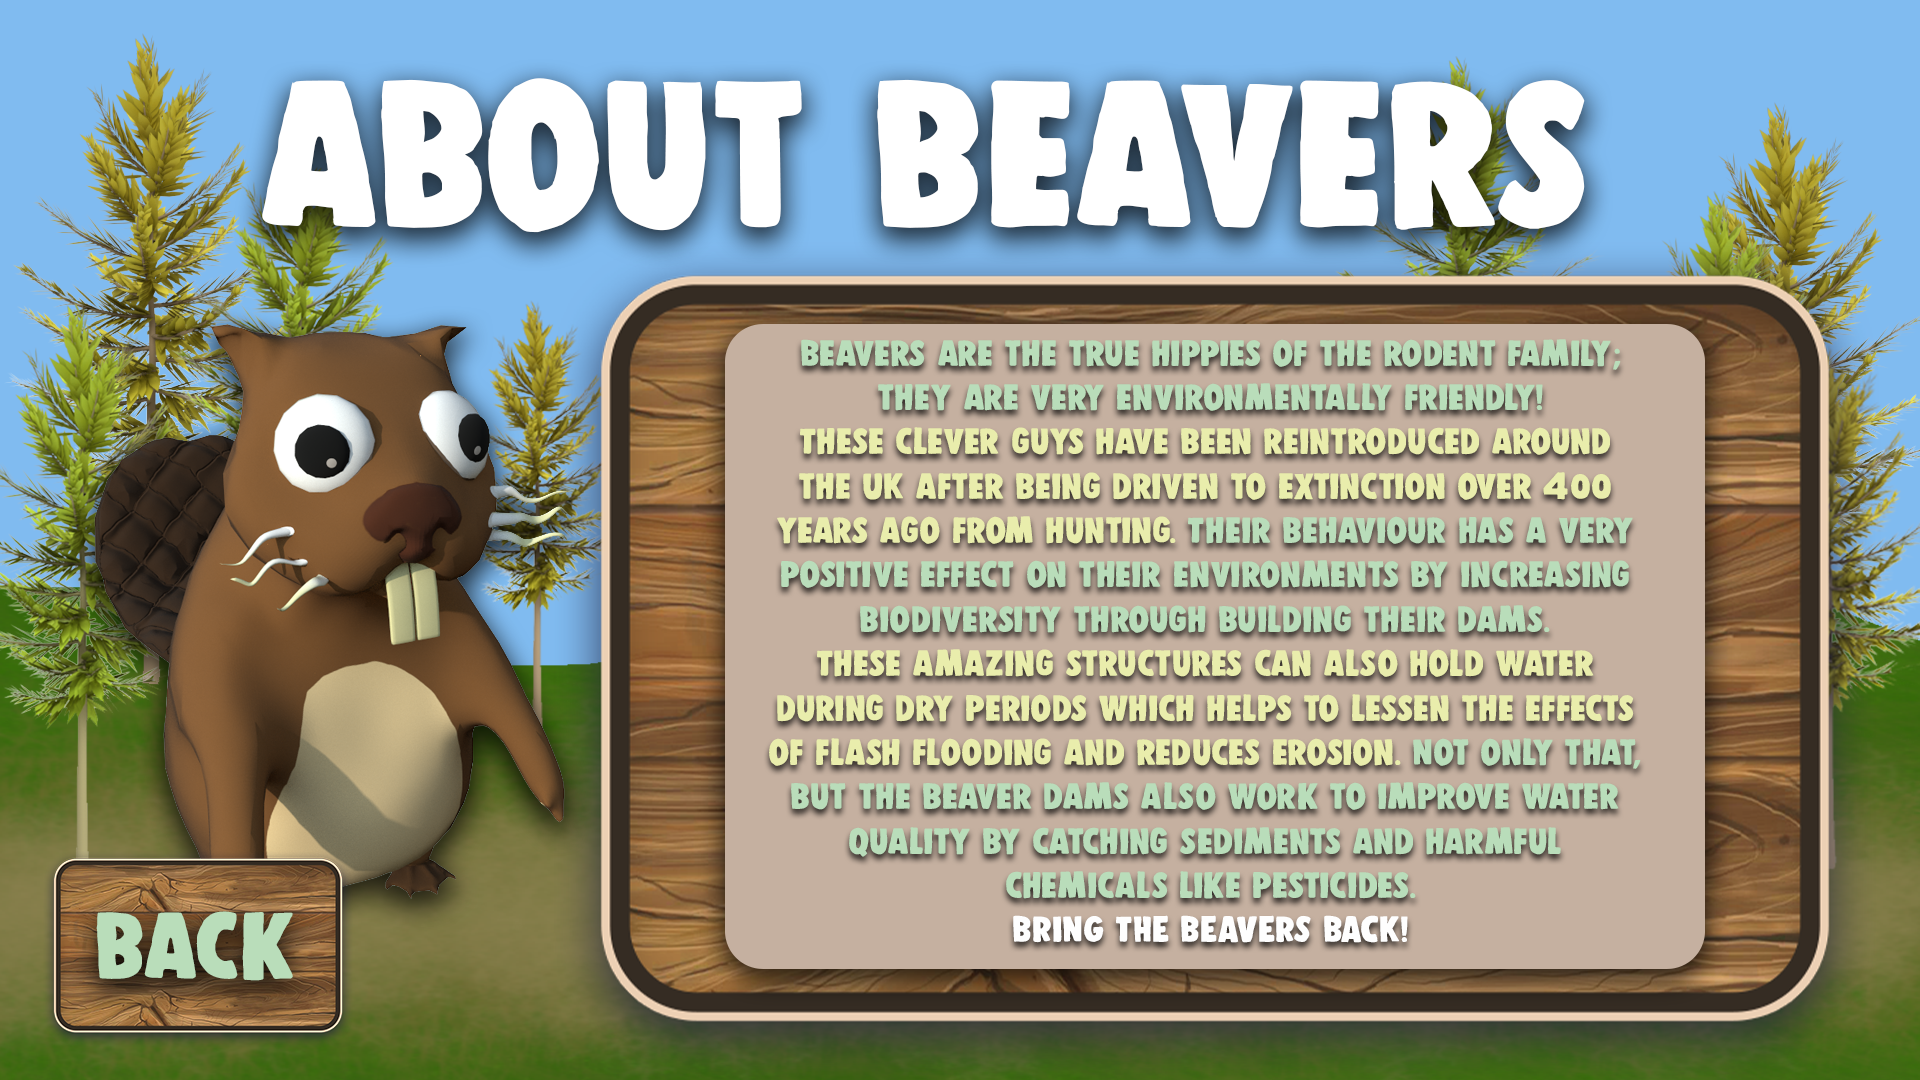 ABOUT BEAVERS
BEAVERS ARE THE TRUE HIPPIES OF THE RODENT FAMILY;
THEY ARE VERY ENVIRONMENTALLY FRIENDLY!
THESE CLEVER GUYS HAVE BEEN REINTRODUCED AROUND
THE UK AFTER BEING DRIVEN TO EXTINCTION OVER 400
YEARS AGO FROM HUNTING. THEIR BEHAVIOUR HAS A VERY
POSITIVE EFFECT ON THEIR ENVIRONMENTS BY INCREASING
BIODIVERSITY THROUGH BUILDING THEIR DAMS.
THESE AMAZING STRUCTURES CAN ALSO HOLD WATER
DURING DRY PERIODS WHICH HELPS TO LESSEN THE EFFECTS
OF FLASH FLOODING AND REDUCES EROSION. NOT ONLY THAT,
BUT THE BEAVER DAMS ALSO WORK TO IMPROVE WATER
QUALITY BY CATCHING SEDIMENTS AND HARMFUL
CHEMICALS LIKE PESTICIDES.
BRING THE BEAVERS BACK!
BACK